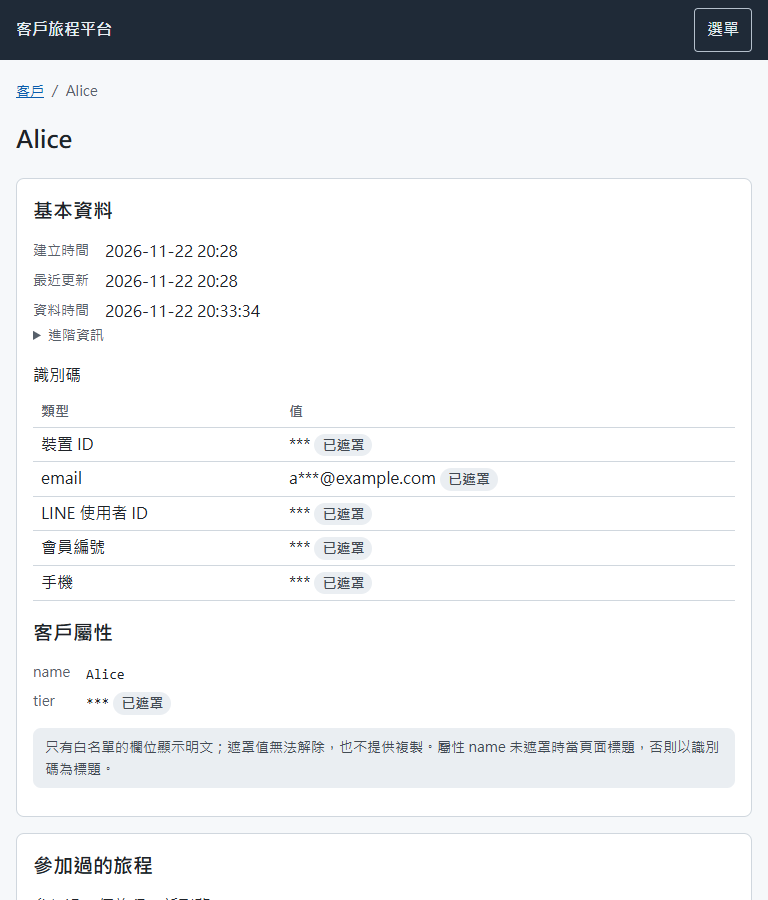 客戶旅程平台
選單
客戶 / Alice
Alice
基本資料
建立時間 2026-11-22 20:28
最近更新 2026-11-22 20:28
資料時間 2026-11-22 20:33:34
▶ 進階資訊
識別碼
類型 值
裝置 ID *** 已遮罩
email a***@example.com 已遮罩
LINE 使用者 ID *** 已遮罩
會員編號 *** 已遮罩
手機 *** 已遮罩
客戶屬性
name Alice
tier *** 已遮罩
只有白名單的欄位顯示明文；遮罩值無法解除，也不提供複製。屬性 name 未遮罩時當頁面標題，否則以識別
碼為標題。
參加過的旅程